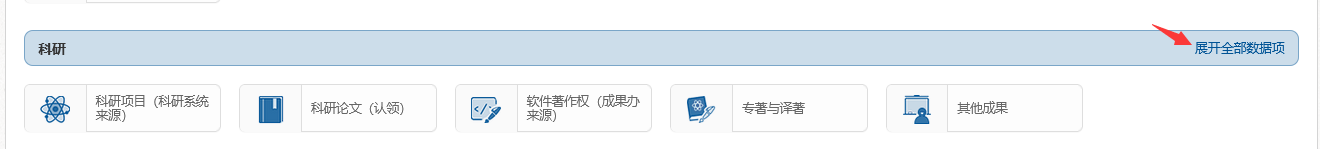 科研
展开全部数据项
科研项目（科研系统
来源）
科研论文（认领）
软件著作权（成果办
来源）
专著与译著
其他成果